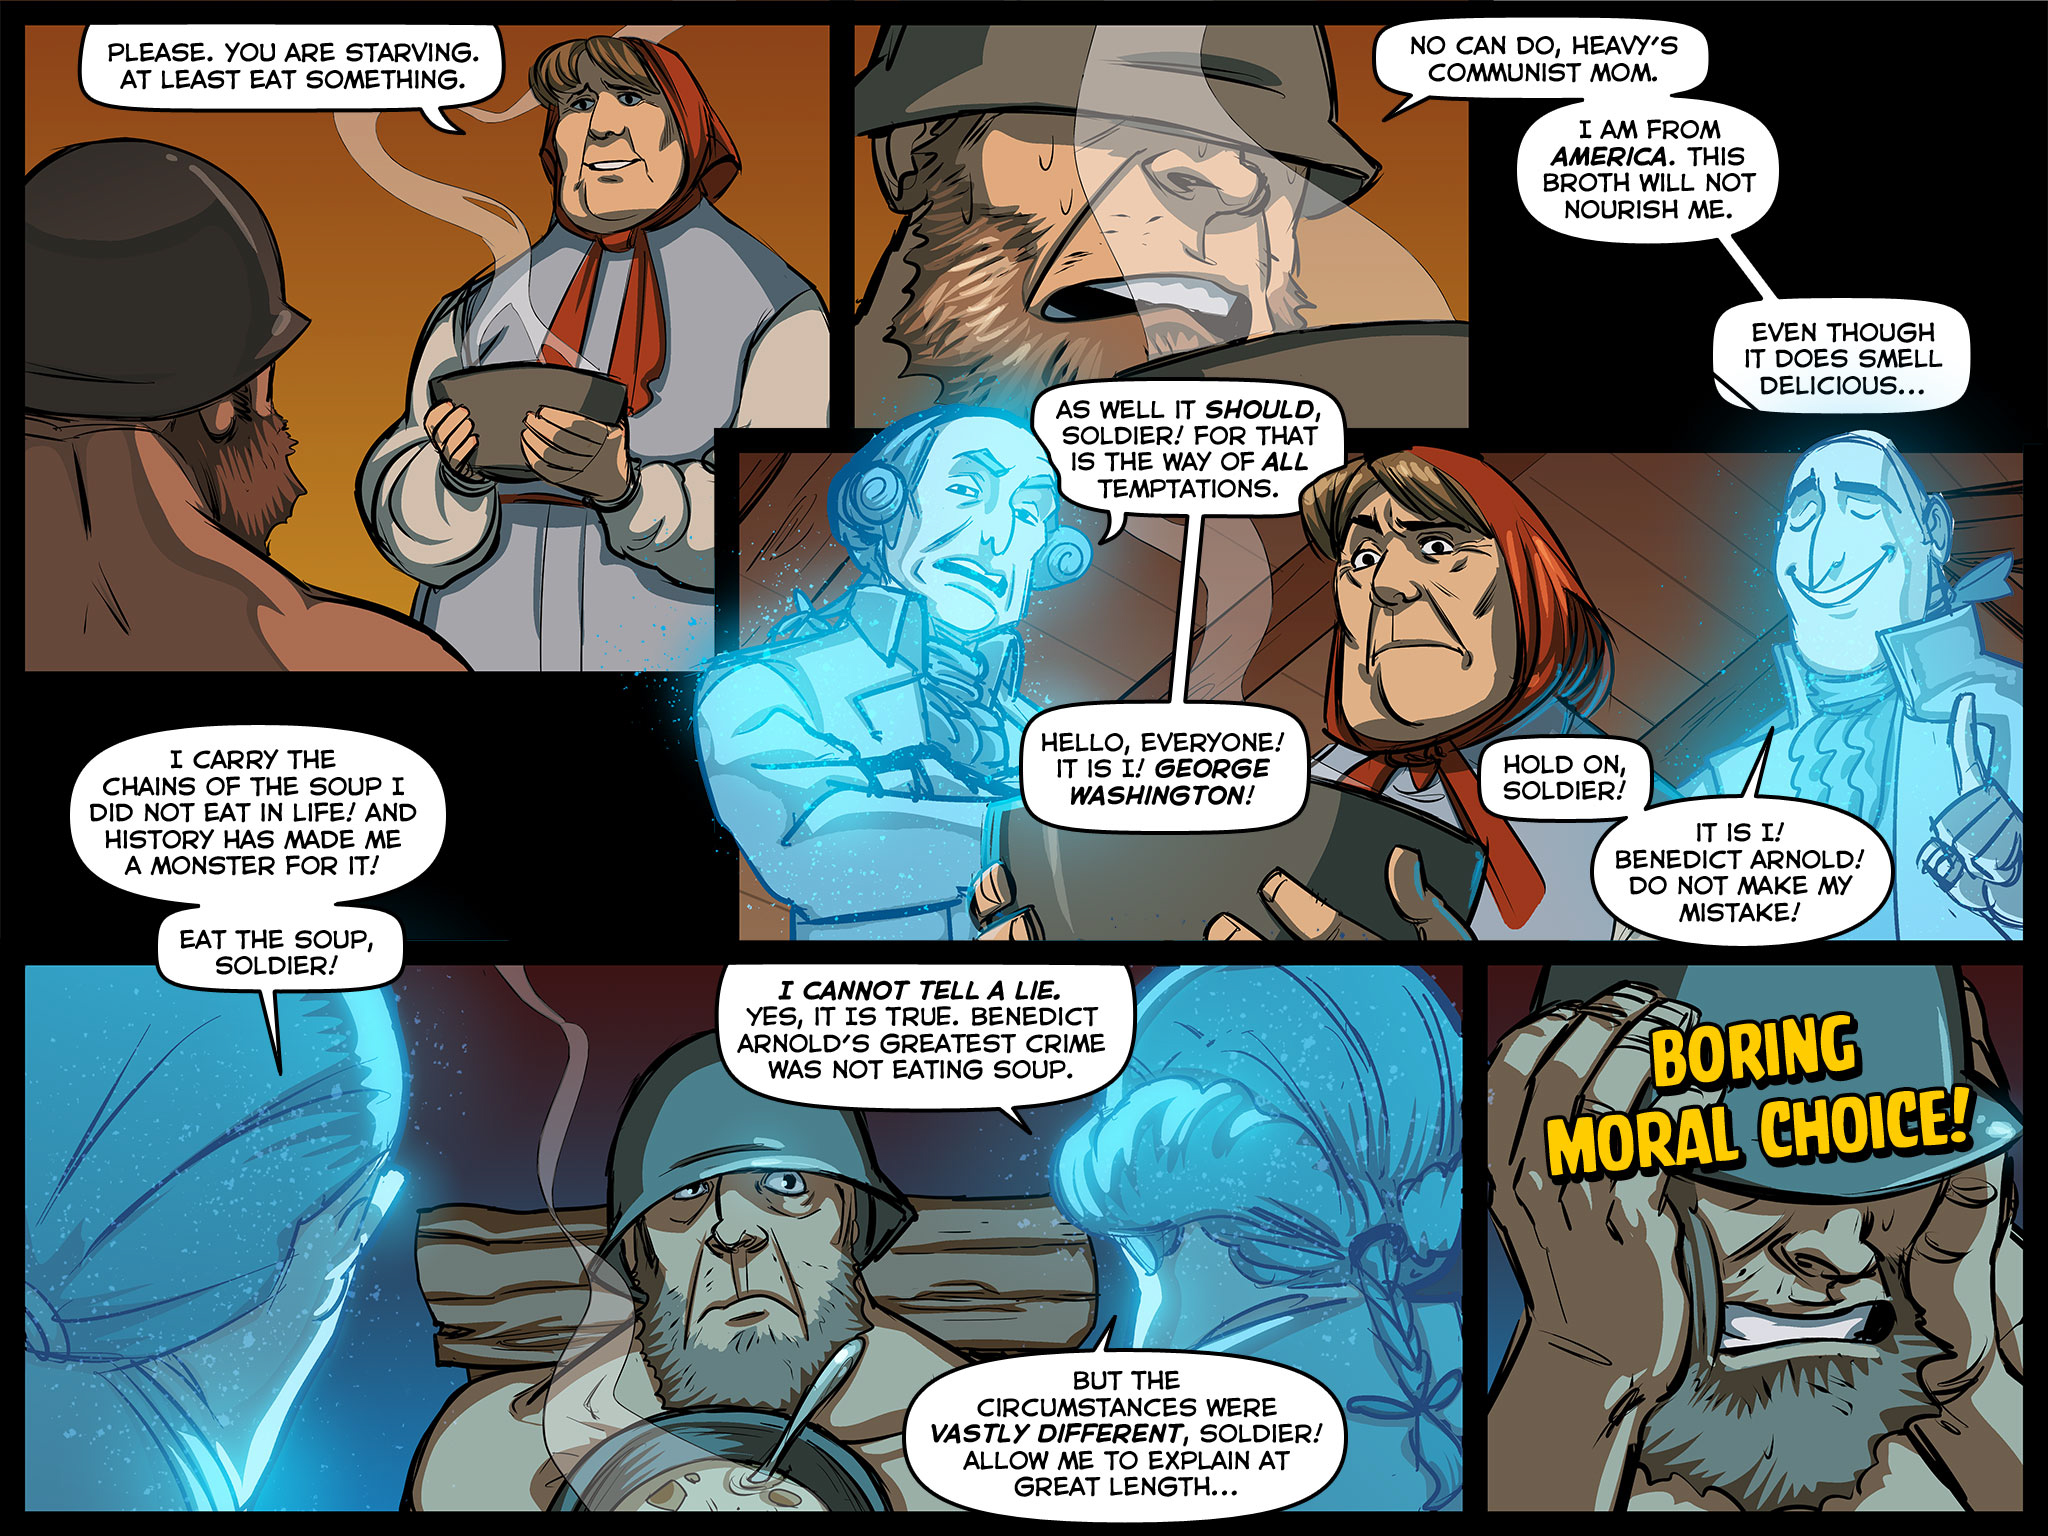 PLEASE. YOU ARE STARVING.
AT LEAST EAT SOMETHING.
NO CAN DO, HEAVY'S
COMMUNIST MOM.
I AM FROM
AMERICA. THIS
BROTH WILL NOT
NOURISH ME.
EVEN THOUGH
IT DOES SMELL
DELICIOUS...
AS WELL IT SHOULD,
SOLDIER! FOR THAT
IS THE WAY OF ALL
TEMPTATIONS.
HELLO, EVERYONE!
IT IS I! GEORGE
WASHINGTON!
HOLD ON,
SOLDIER!
IT IS I!
BENEDICT ARNOLD!
DO NOT MAKE MY
MISTAKE!
I CARRY THE
CHAINS OF THE SOUP I
DID NOT EAT IN LIFE! AND
HISTORY HAS MADE ME
A MONSTER FOR IT!
EAT THE SOUP,
SOLDIER!
I CANNOT TELL A LIE.
YES, IT IS TRUE. BENEDICT
ARNOLD'S GREATEST CRIME
WAS NOT EATING SOUP.
BUT THE
CIRCUMSTANCES WERE
VASTLY DIFFERENT, SOLDIER!
ALLOW ME TO EXPLAIN AT
GREAT LENGTH...
BORING
MORAL CHOICE!